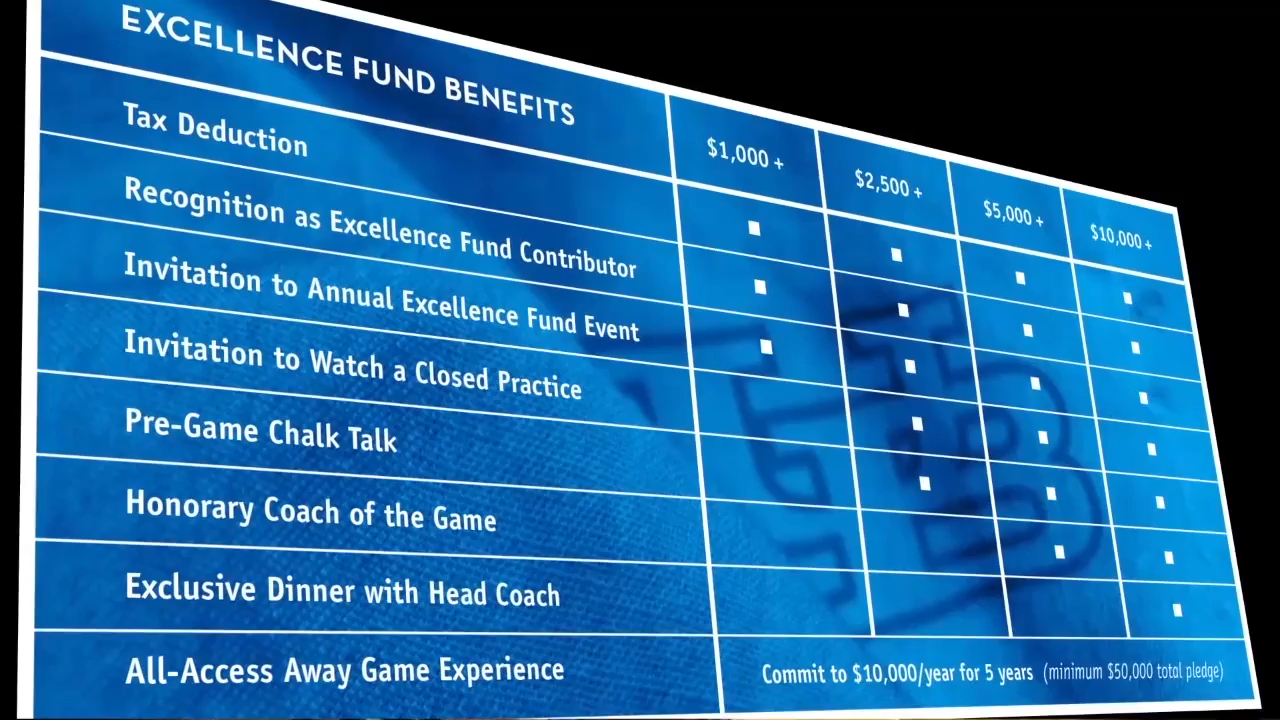 EXCELLENCE FUND BENEFITS $1,000 + $2,500 + $5,000 + $10,000 +
Tax Deduction
Recognition as Excellence Fund Contributor
Invitation to Annual Excellence Fund Event
Invitation to Watch a Closed Practice
Pre-Game Chalk Talk
Honorary Coach of the Game
Exclusive Dinner with Head Coach
All-Access Away Game Experience Commit to $10,000/year for 5 years (minimum $50,000 total pledge)